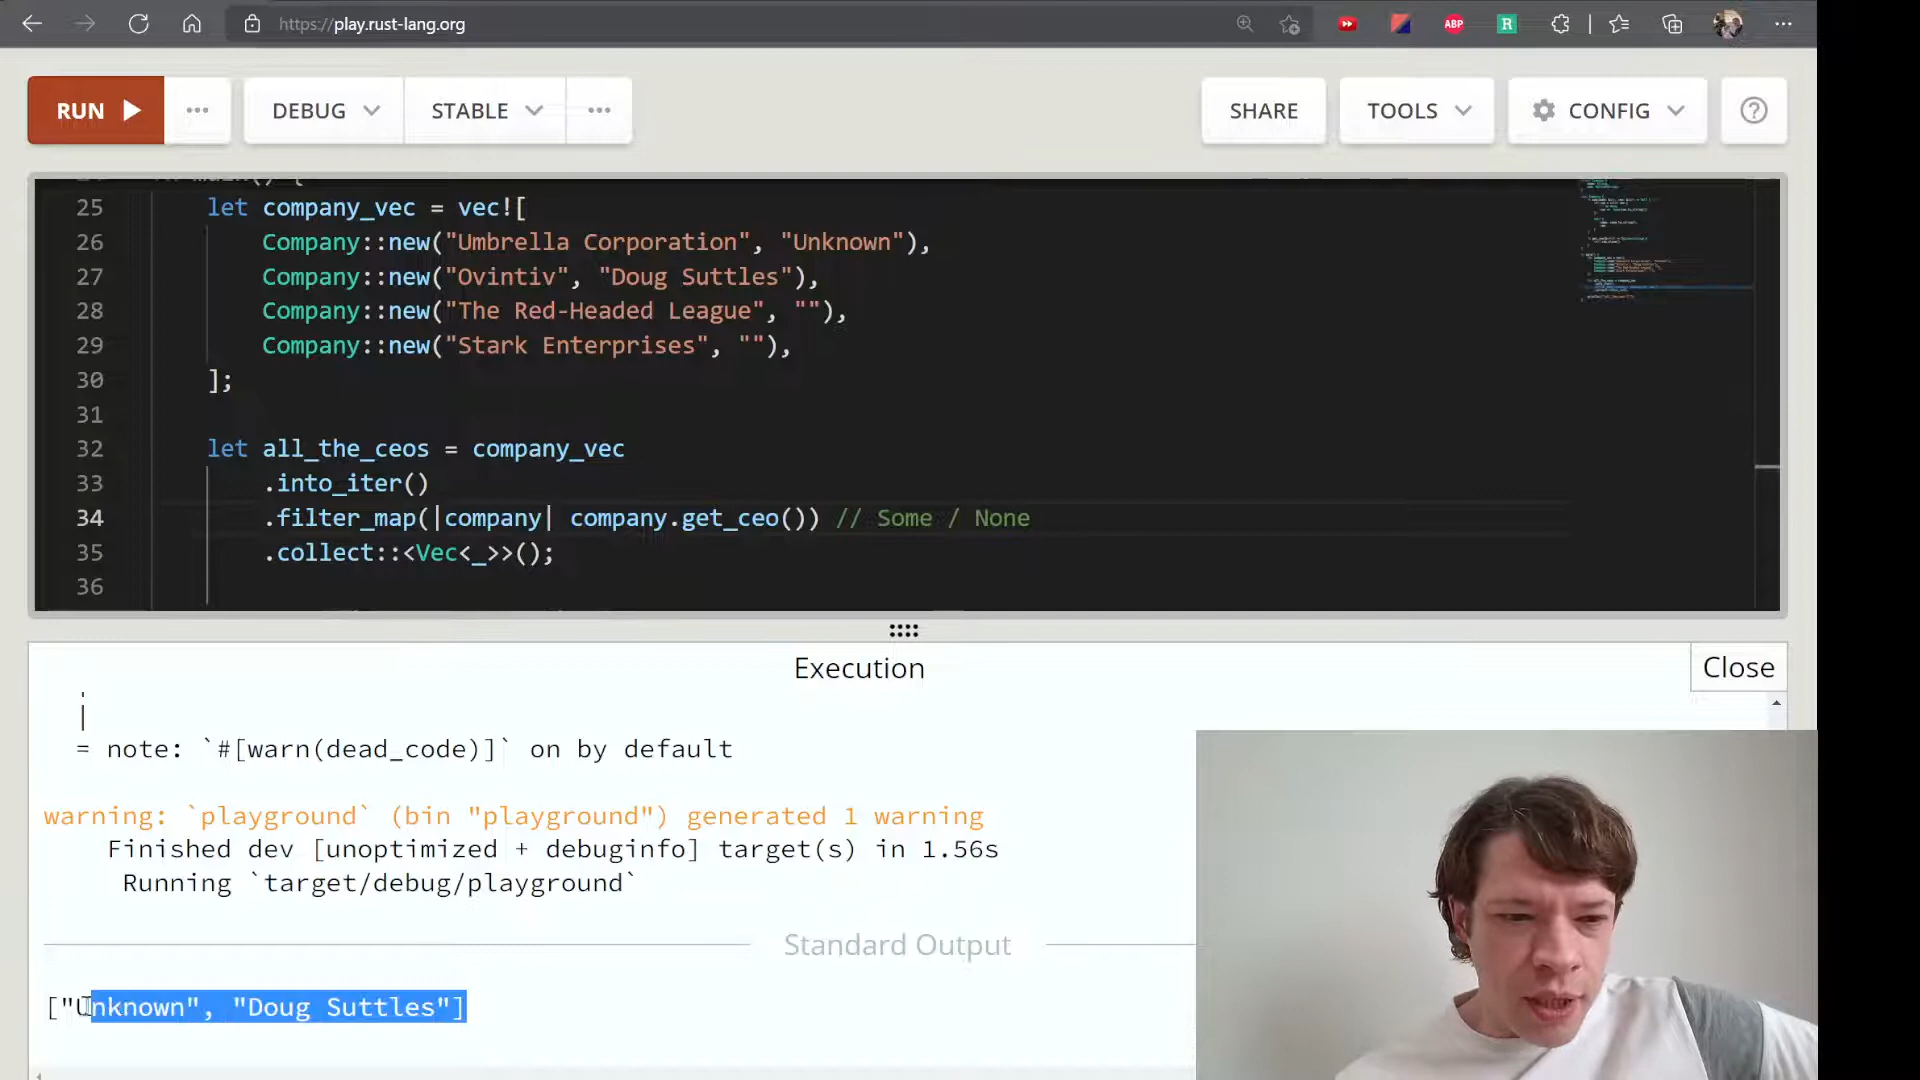 https://play.rust-lang.org
ABP
R
RUN
DEBUG
STABLE
SHARE
TOOLS
CONFIG
25 let company_vec = vec![
26 Company::new("Umbrella Corporation", "Unknown"),
27 Company::new("Ovintiv", "Doug Suttles"),
28 Company::new("The Red-Headed League", ""),
29 Company::new("Stark Enterprises", ""),
30 ];
31
32 let all_the_ceos = company_vec
33 .into_iter()
34 .filter_map(|company| company.get_ceo()) // Some / None
35 .collect::<Vec<_>>();
36
Execution
Close
|
= note: `#[warn(dead_code)]` on by default
warning: `playground` (bin "playground") generated 1 warning
Finished dev [unoptimized + debuginfo] target(s) in 1.56s
Running `target/debug/playground`
Standard Output
["Unknown", "Doug Suttles"]